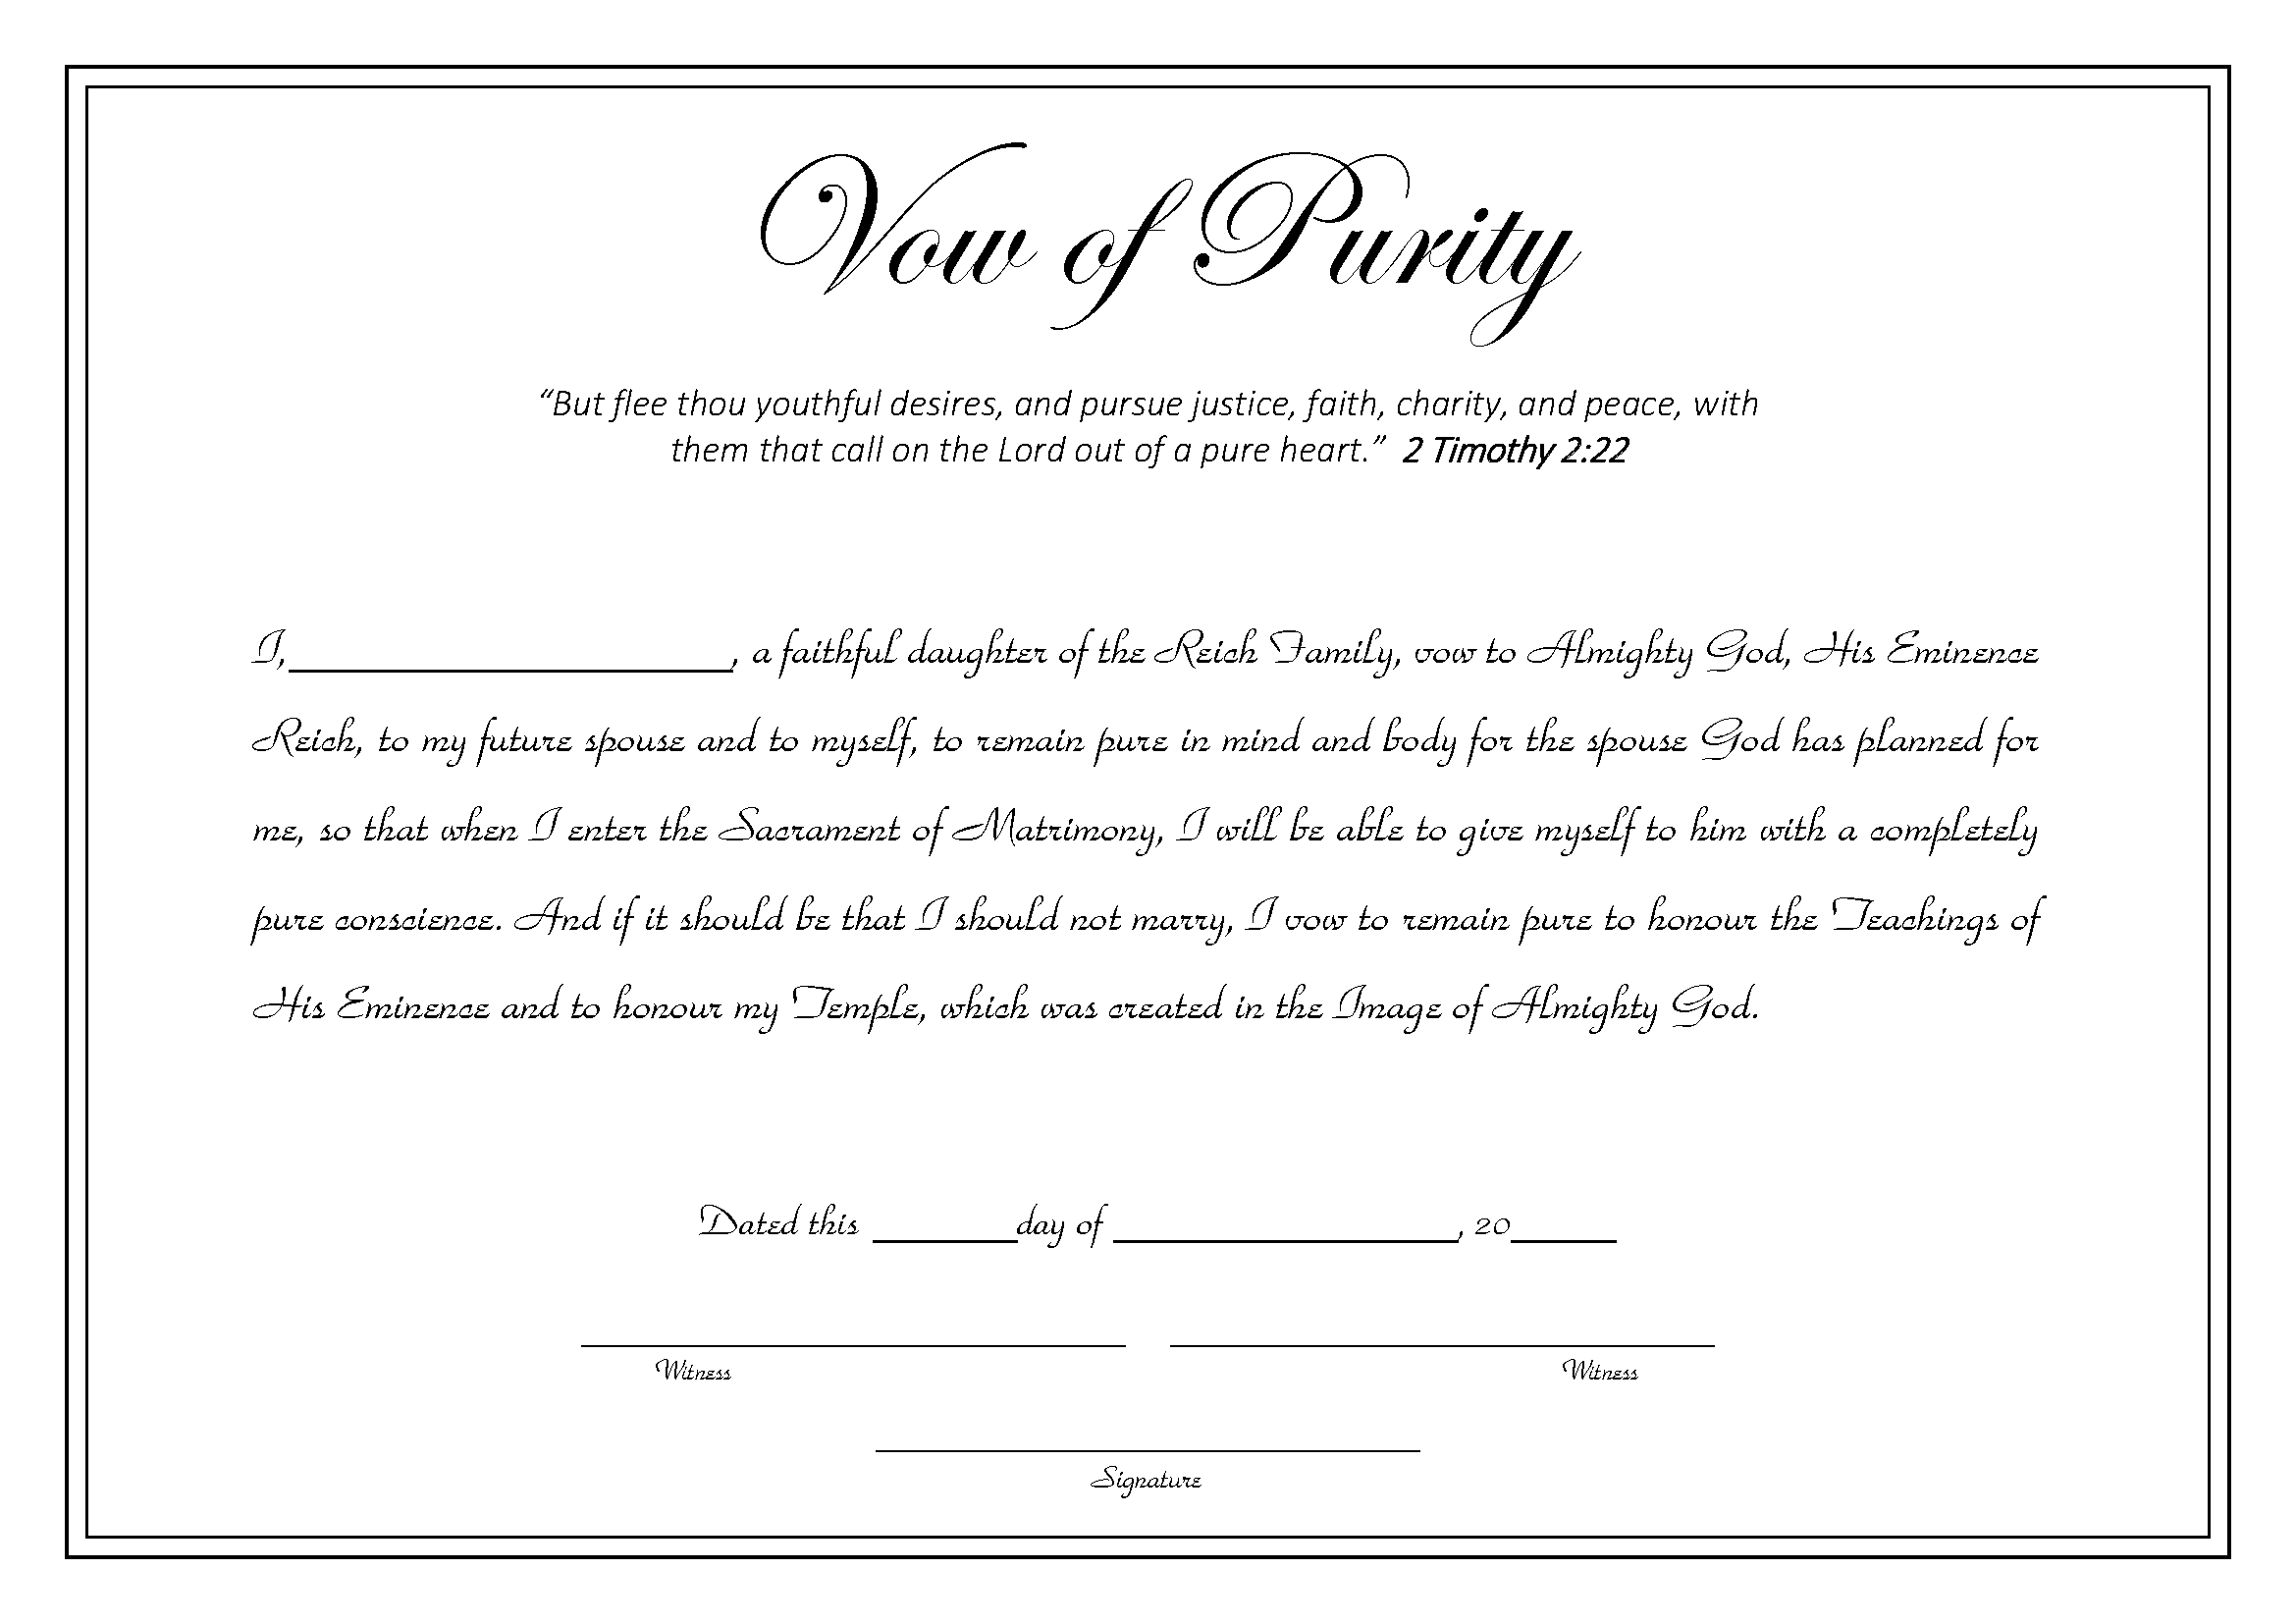 Vow of Purity
“But flee thou youthful desires, and pursue justice, faith, charity, and peace, with
them that call on the Lord out of a pure heart.” 2 Timothy 2:22
I,____________________, a faithful daughter of the Reich Family, vow to Almighty God, His Eminence
Reich, to my future spouse and to myself, to remain pure in mind and body for the spouse God has planned for
me, so that when I enter the Sacrament of Matrimony, I will be able to give myself to him with a completely
pure conscience. And if it should be that I should not marry, I vow to remain pure to honour the Teachings of
His Eminence and to honour my Temple, which was created in the Image of Almighty God.
Dated this ______day of ______________, 20____
Witness Witness
Signature